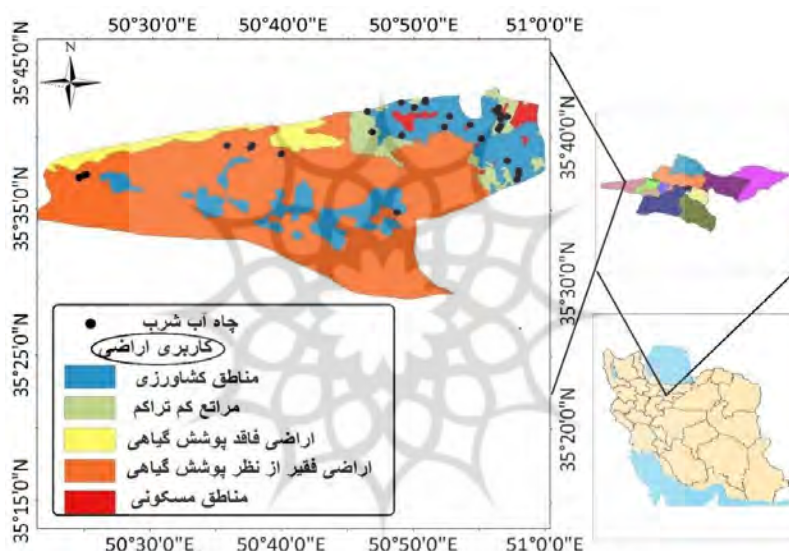 50°30'0"E 50°40'0"E 50°50'0"E 51°0'0"E
N
35°45'0"N
35°35'0"N
35°25'0"N
35°15'0"N
35°40'0"N
35°30'0"N
35°20'0"N
چاه آب شرب
کاربری اراضی
مناطق کشاورزی
مراتع کم تراکم
اراضی فاقد پوشش گیاهی
اراضی فقیر از نظر پوشش گیاهی
مناطق مسکونی
50°30'0"E 50°40'0"E 50°50'0"E 51°0'0"E